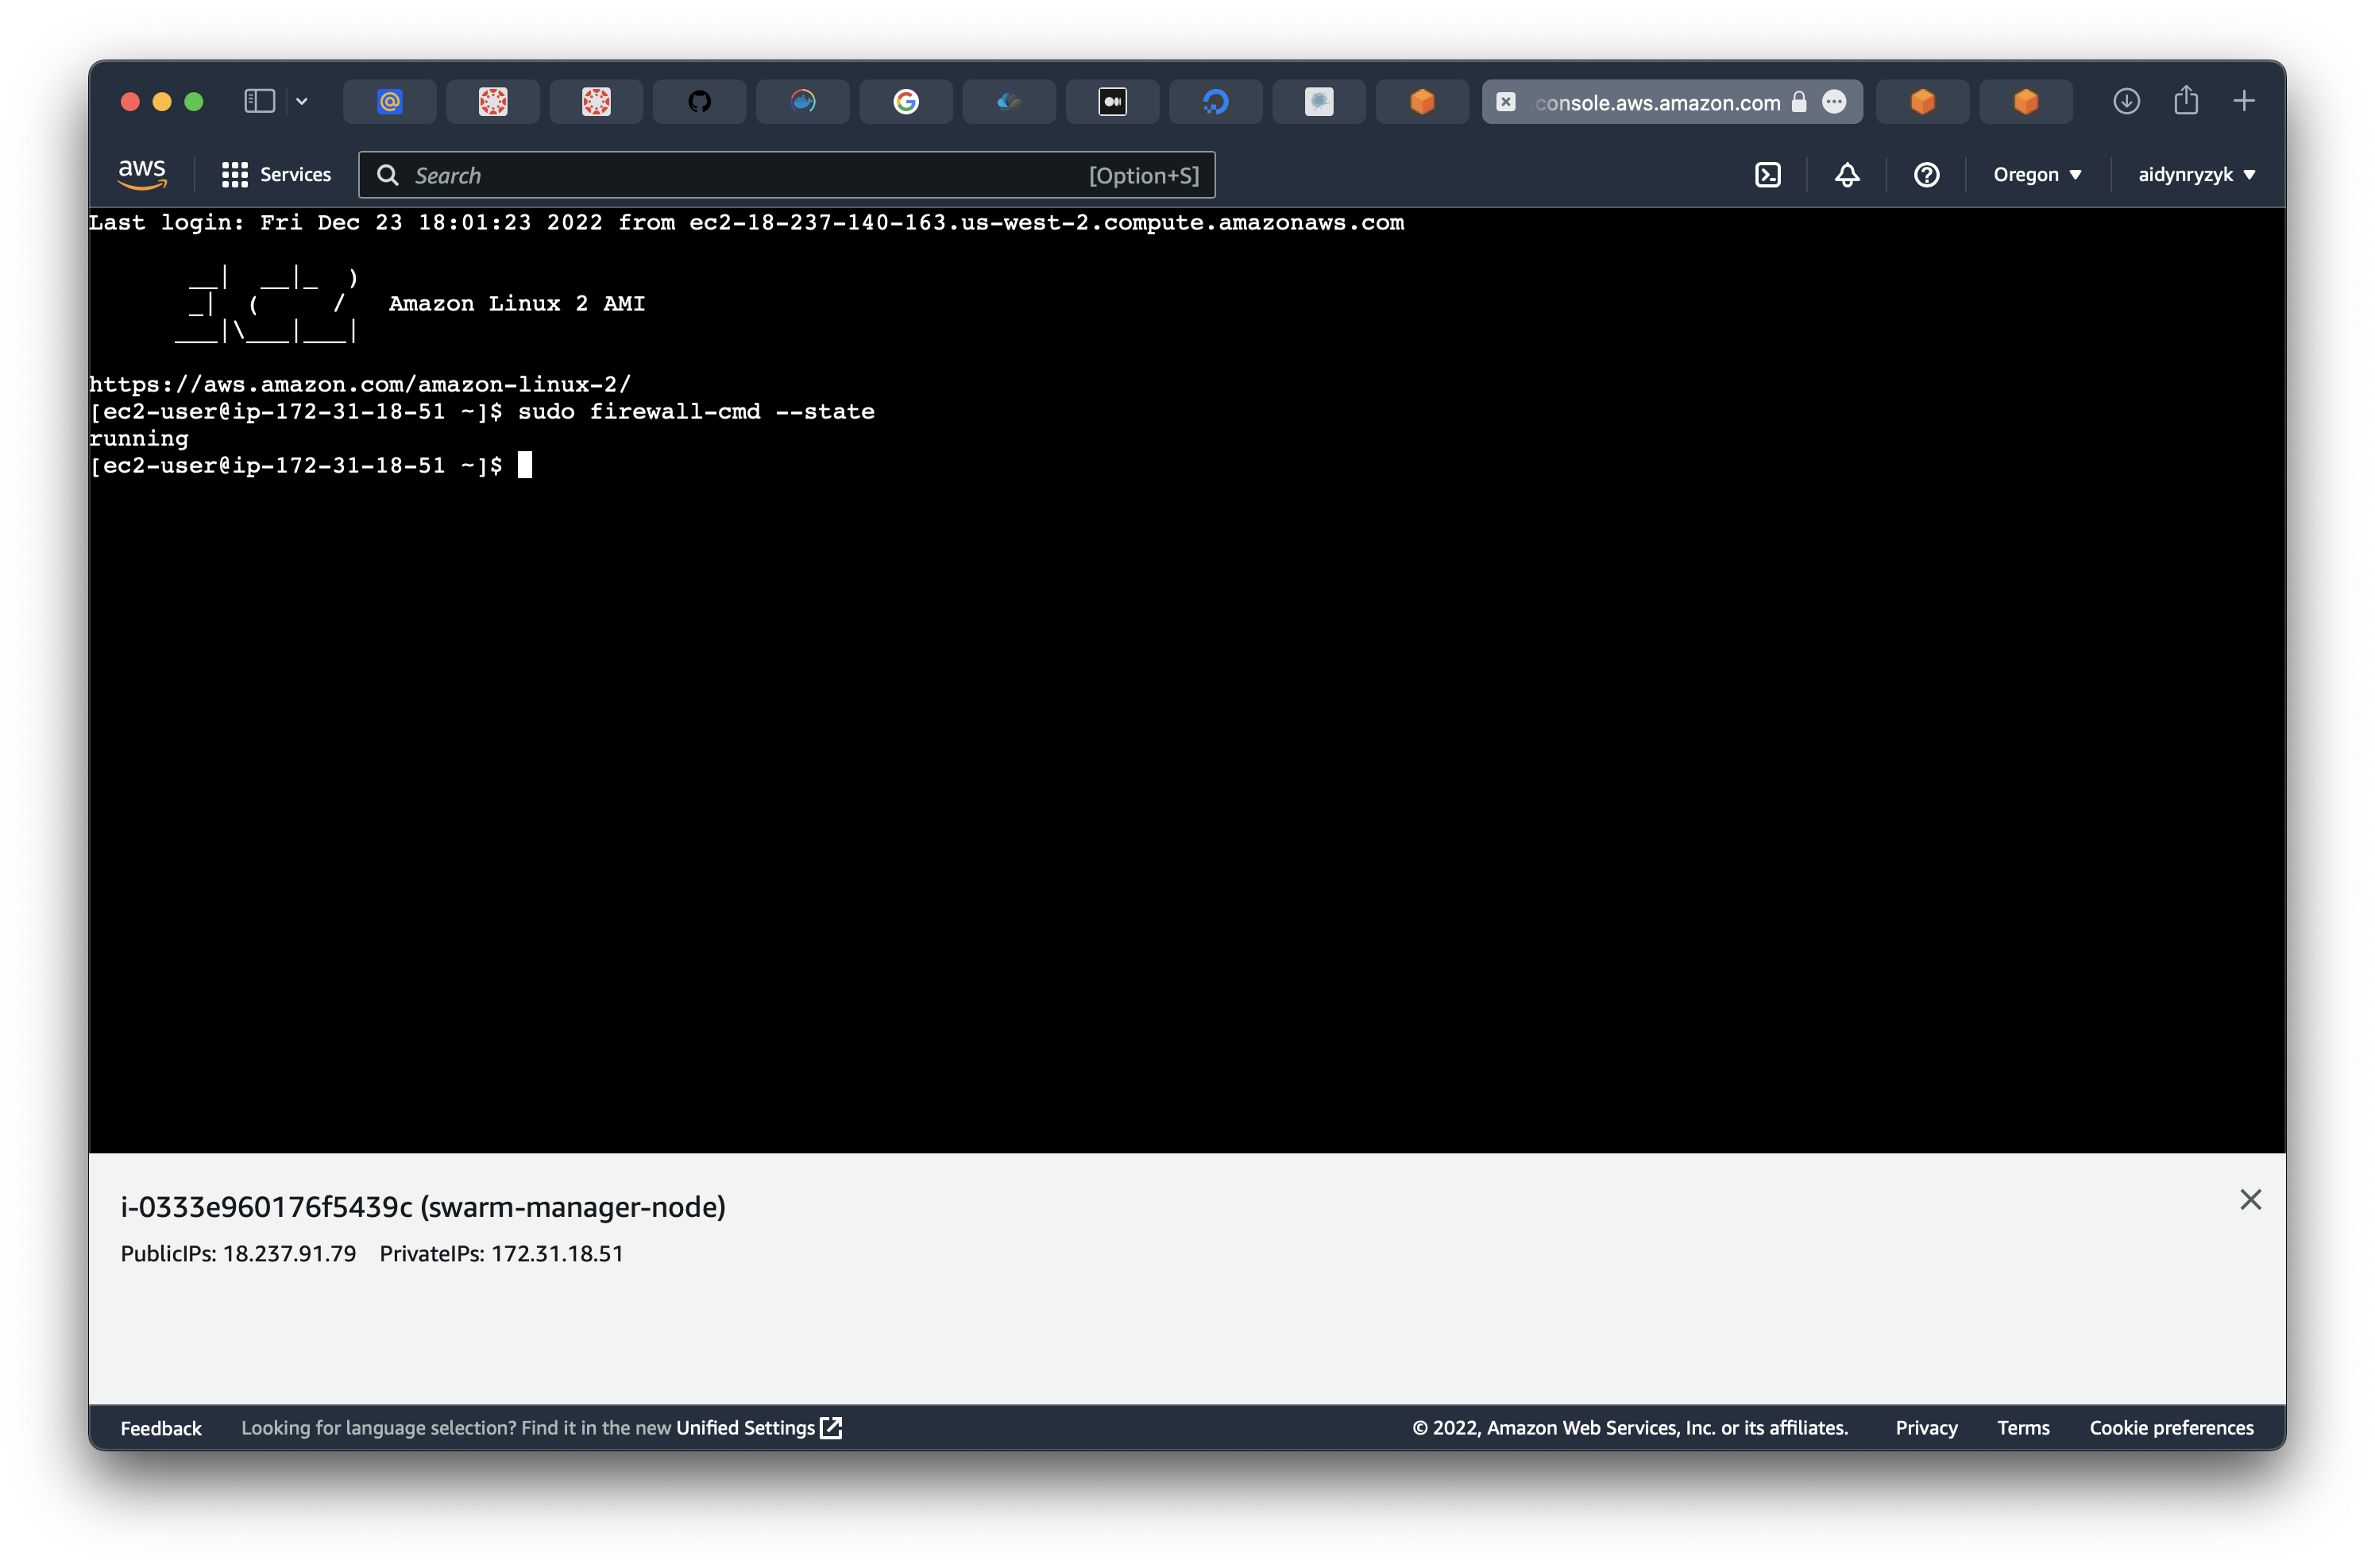 console.aws.amazon.com
aws
Services
Search
[Option+S]
Oregon
aidynryzyk
Last login: Fri Dec 23 18:01:23 2022 from ec2-18-237-140-163.us-west-2.compute.amazonaws.com
       __|  __|_  )
       _|  (     /   Amazon Linux 2 AMI
      ___|\___|___|
https://aws.amazon.com/amazon-linux-2/
[ec2-user@ip-172-31-18-51 ~]$ sudo firewall-cmd --state
running
[ec2-user@ip-172-31-18-51 ~]$
i-0333e960176f5439c (swarm-manager-node)
PublicIPs: 18.237.91.79 PrivateIPs: 172.31.18.51
Feedback
Looking for language selection? Find it in the new Unified Settings
© 2022, Amazon Web Services, Inc. or its affiliates.
Privacy
Terms
Cookie preferences